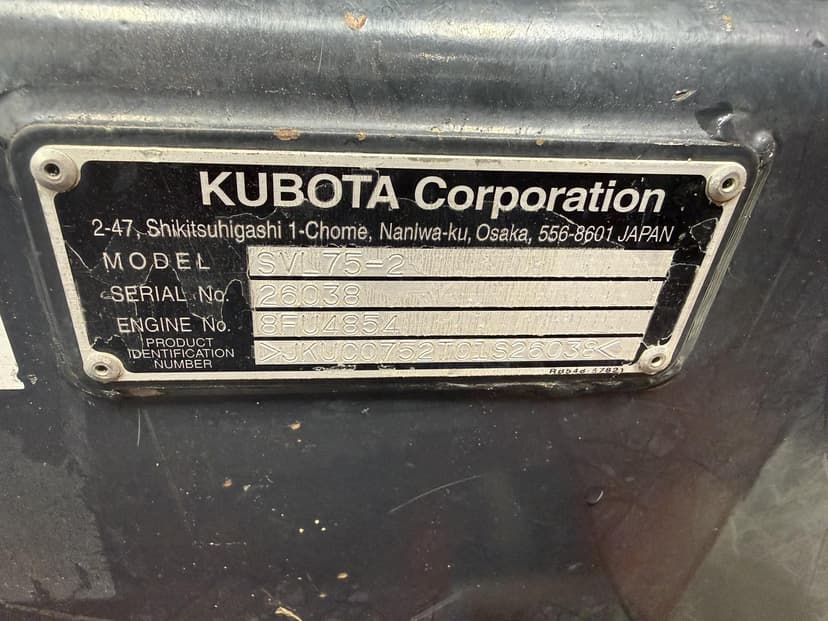 KUBOTA Corporation
2-47, Shikitsuhigashi 1-Chome, Naniwa-ku, Osaka, 556-8601 JAPAN
MODEL SVL75-2
SERIAL No. 26038
ENGINE No. 8FU4854
PRODUCT IDENTIFICATION NUMBER >JKUC0752TC1S26038<